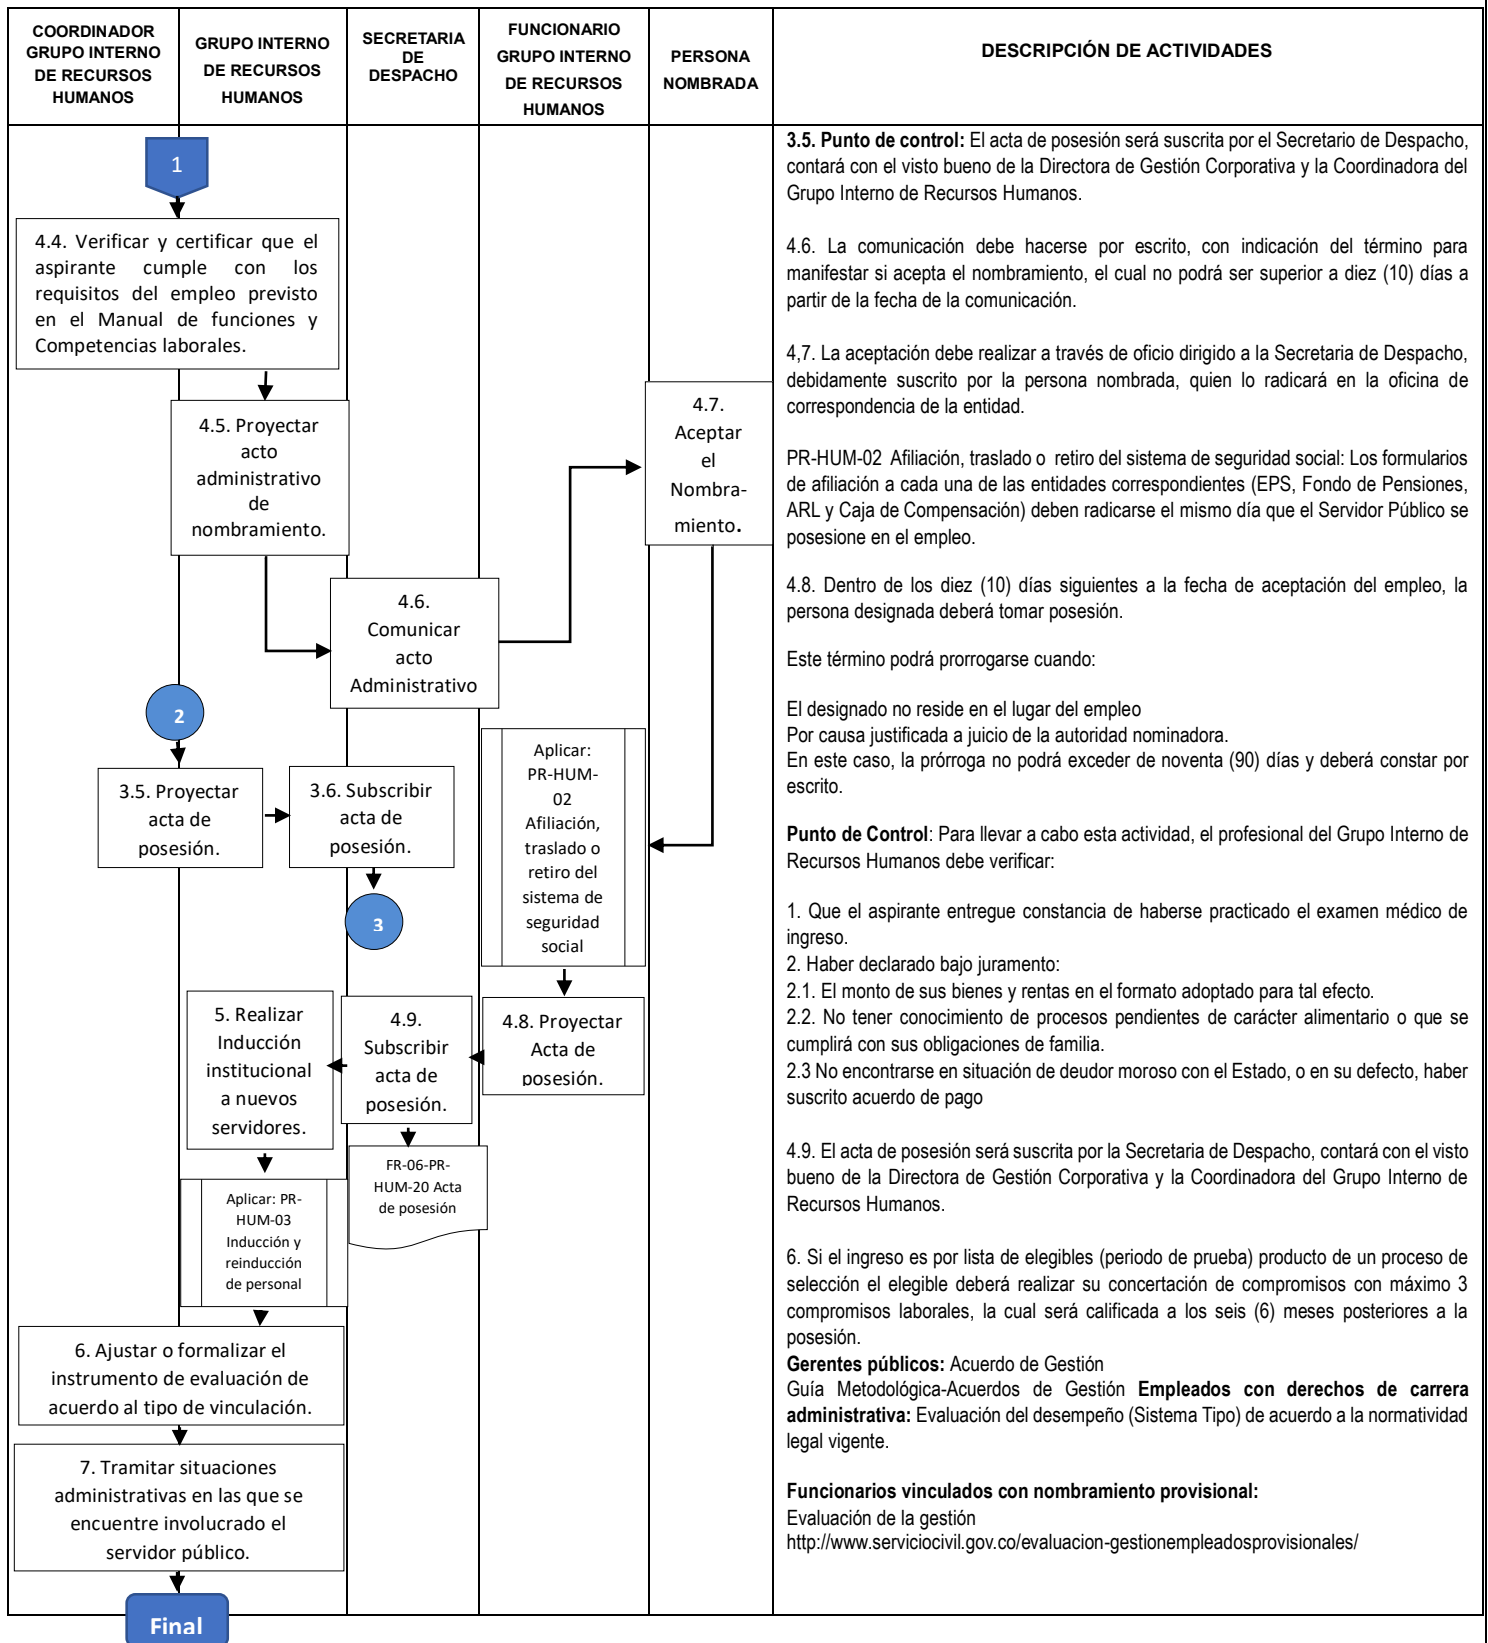 COORDINADOR
GRUPO INTERNO
DE RECURSOS
HUMANOS
GRUPO INTERNO
DE RECURSOS
HUMANOS
SECRETARIA
DE
DESPACHO
FUNCIONARIO
GRUPO INTERNO
DE RECURSOS
HUMANOS
PERSONA
NOMBRADA
DESCRIPCIÓN DE ACTIVIDADES
1
4.4. Verificar y certificar que el
aspirante cumple con los
requisitos del empleo previsto
en el Manual de funciones y
Competencias laborales.
4.5. Proyectar
acto
administrativo
de
nombramiento.
4.6.
Comunicar
acto
Administrativo
4.7.
Aceptar
el
Nombra-
miento.
2
3.5. Proyectar
acta de
posesión.
3.6. Subscribir
acta de
posesión.
3
Aplicar:
PR-HUM-
02
Afiliación,
traslado o
retiro del
sistema de
seguridad
social
4.8. Proyectar
Acta de
posesión.
4.9.
Subscribir
acta de
posesión.
FR-06-PR-
HUM-20 Acta
de posesión
5. Realizar
Inducción
institucional
a nuevos
servidores.
Aplicar: PR-
HUM-03
Inducción y
reinducción
de personal
6. Ajustar o formalizar el
instrumento de evaluación de
acuerdo al tipo de vinculación.
7. Tramitar situaciones
administrativas en las que se
encuentre involucrado el
servidor público.
Final
3.5. Punto de control: El acta de posesión será suscrita por el Secretario de Despacho,
contará con el visto bueno de la Directora de Gestión Corporativa y la Coordinadora del
Grupo Interno de Recursos Humanos.
4.6. La comunicación debe hacerse por escrito, con indicación del término para
manifestar si acepta el nombramiento, el cual no podrá ser superior a diez (10) días a
partir de la fecha de la comunicación.
4,7. La aceptación debe realizar a través de oficio dirigido a la Secretaria de Despacho,
debidamente suscrito por la persona nombrada, quien lo radicará en la oficina de
correspondencia de la entidad.
PR-HUM-02 Afiliación, traslado o retiro del sistema de seguridad social: Los formularios
de afiliación a cada una de las entidades correspondientes (EPS, Fondo de Pensiones,
ARL y Caja de Compensación) deben radicarse el mismo día que el Servidor Público se
posesione en el empleo.
4.8. Dentro de los diez (10) días siguientes a la fecha de aceptación del empleo, la
persona designada deberá tomar posesión.
Este término podrá prorrogarse cuando:
El designado no reside en el lugar del empleo
Por causa justificada a juicio de la autoridad nominadora.
En este caso, la prórroga no podrá exceder de noventa (90) días y deberá constar por
escrito.
Punto de Control: Para llevar a cabo esta actividad, el profesional del Grupo Interno de
Recursos Humanos debe verificar:
1. Que el aspirante entregue constancia de haberse practicado el examen médico de
ingreso.
2. Haber declarado bajo juramento:
2.1. El monto de sus bienes y rentas en el formato adoptado para tal efecto.
2.2. No tener conocimiento de procesos pendientes de carácter alimentario o que se
cumplirá con sus obligaciones de familia.
2.3 No encontrarse en situación de deudor moroso con el Estado, o en su defecto, haber
suscrito acuerdo de pago
4.9. El acta de posesión será suscrita por la Secretaria de Despacho, contará con el visto
bueno de la Directora de Gestión Corporativa y la Coordinadora del Grupo Interno de
Recursos Humanos.
6. Si el ingreso es por lista de elegibles (periodo de prueba) producto de un proceso de
selección el elegible deberá realizar su concertación de compromisos con máximo 3
compromisos laborales, la cual será calificada a los seis (6) meses posteriores a la
posesión.
Gerentes públicos: Acuerdo de Gestión
Guía Metodológica-Acuerdos de Gestión Empleados con derechos de carrera
administrativa: Evaluación del desempeño (Sistema Tipo) de acuerdo a la normatividad
legal vigente.
Funcionarios vinculados con nombramiento provisional:
Evaluación de la gestión
http://www.serviciocivil.gov.co/evaluacion-gestionempleadosprovisionales/